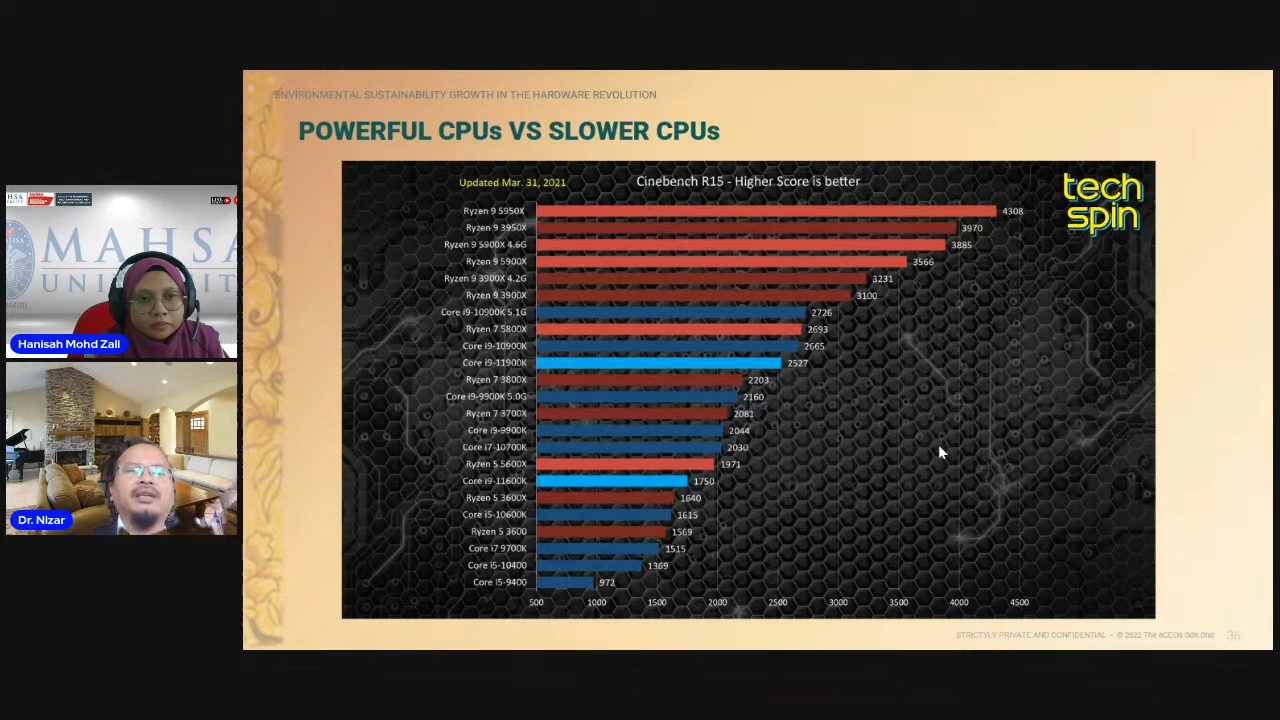 ENVIRONMENTAL SUSTAINABILITY GROWTH IN THE HARDWARE REVOLUTION
POWERFUL CPUs VS SLOWER CPUs
Updated Mar. 31, 2021
Cinebench R15 - Higher Score is better
tech
spin
Ryzen 9 5950X 4308
Ryzen 9 3950X 3970
Ryzen 9 5900X 4.6G 3885
Ryzen 9 5900X 3566
Ryzen 9 3900X 4.2G 3231
Ryzen 9 3900X 3100
Core i9-10900K 5.1G 2726
Ryzen 7 5800X 2693
Core i9-10900K 2665
Core i9-11900K 2527
Ryzen 7 3800X 2203
Core i9-9900K 5.0G 2160
Ryzen 7 3700X 2081
Core i9-9900K 2044
Core i7-10700K 2030
Ryzen 5 5600X 1971
Core i9-11600K 1750
Ryzen 5 3600X 1640
Core i5-10600K 1615
Ryzen 5 3600 1569
Core i7 9700K 1515
Core i5-10400 1369
Core i5-9400 972
500 1000 1500 2000 2500 3000 3500 4000 4500
STRICTYLY PRIVATE AND CONFIDENTIAL • © 2022 The eCEOs Sdn Bhd 36
MAHSA
UNI
LIVE
Hanisah Mohd Zali
Dr. Nizar